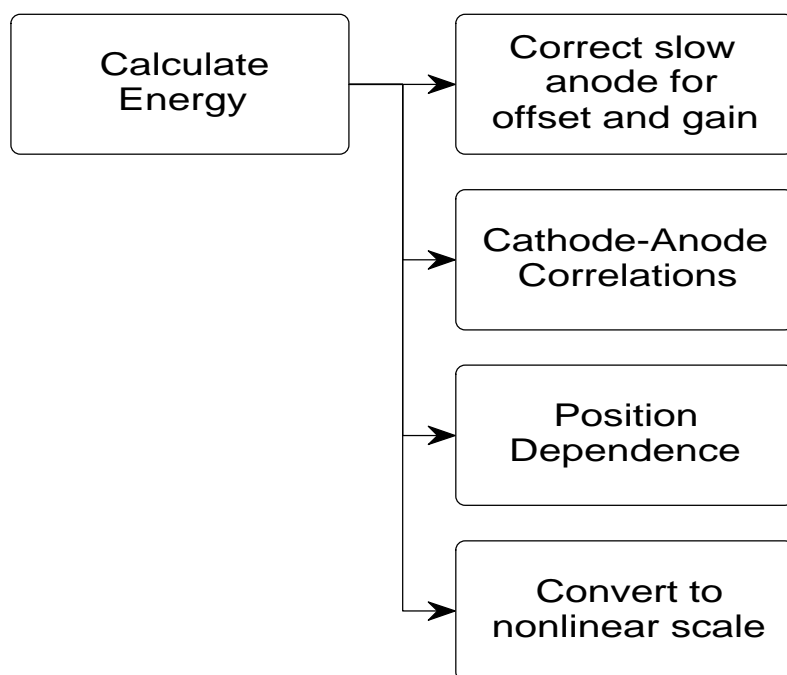 Calculate
Energy
Correct slow
anode for
offset and gain
Cathode-Anode
Correlations
Position
Dependence
Convert to
nonlinear scale